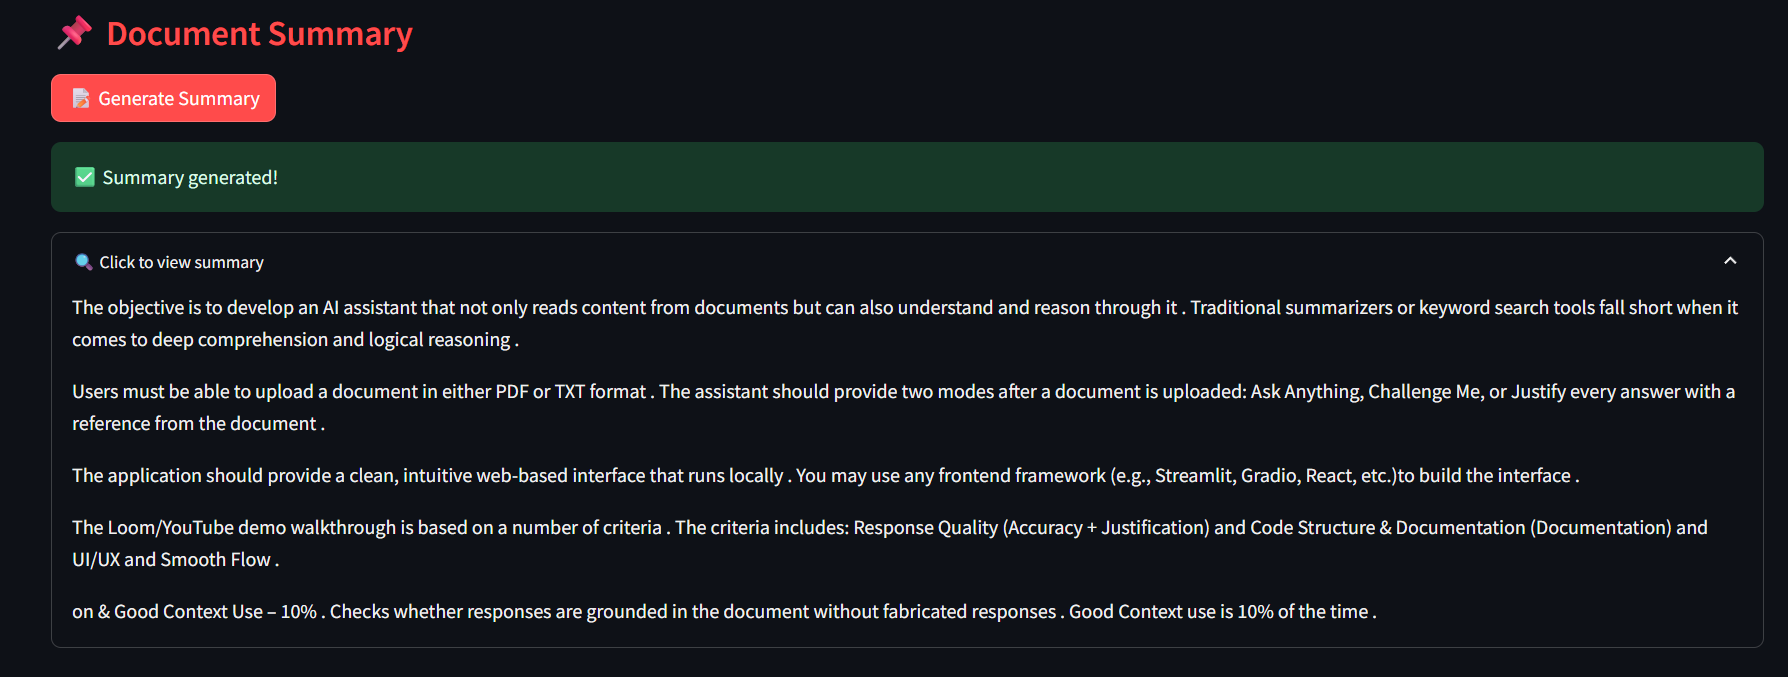 Document Summary
Generate Summary
Summary generated!
Click to view summary
The objective is to develop an AI assistant that not only reads content from documents but can also understand and reason through it . Traditional summarizers or keyword search tools fall short when it
comes to deep comprehension and logical reasoning .
Users must be able to upload a document in either PDF or TXT format . The assistant should provide two modes after a document is uploaded: Ask Anything, Challenge Me, or Justify every answer with a
reference from the document .
The application should provide a clean, intuitive web-based interface that runs locally . You may use any frontend framework (e.g., Streamlit, Gradio, React, etc.)to build the interface .
The Loom/YouTube demo walkthrough is based on a number of criteria . The criteria includes: Response Quality (Accuracy + Justification) and Code Structure & Documentation (Documentation) and
UI/UX and Smooth Flow .
on & Good Context Use – 10% . Checks whether responses are grounded in the document without fabricated responses . Good Context use is 10% of the time .